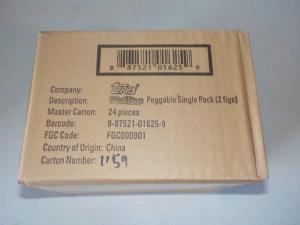 8 87521 01625 9
Company: Topps
Description: Peggable Single Pack (2 figs)
Master Carton: 24 pieces
Barcode: 8-87521-01625-9
FGC Code: FGC000901
Country of Origin: China
Carton Number: 1159